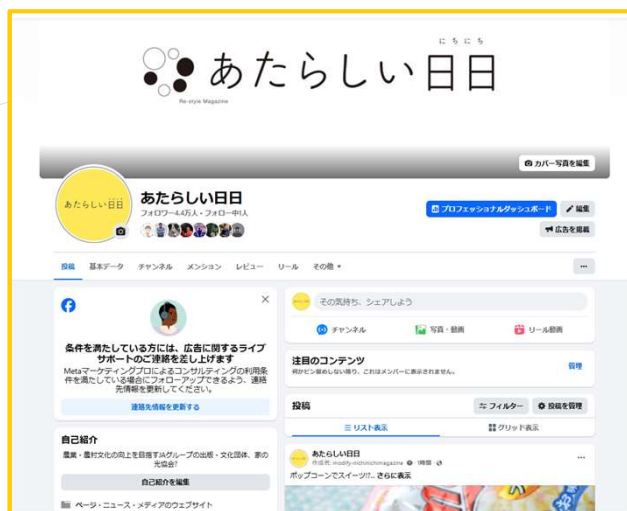 にちにち
あたらしい日日
Re-style Magazine
カバー写真を編集
あたらしい日日
あたらしい日日
フォロワー4.4万人・フォロー中1人
プロフェッショナルダッシュボード
編集
広告を掲載
投稿 基本データ チャンネル メンション レビュー リール その他
条件を満たしている方には、広告に関するライブ
サポートのご連絡を差し上げます
Metaマーケティングプロによるコンサルティングの利用条
件を満たしている場合にフォローアップできるよう、連絡
先情報を更新してください。
連絡先情報を更新する
自己紹介
農業・農村文化の向上を目指すJAグループの出版・文化団体、家の
光協会?
自己紹介を編集
ページ・ニュース・メディアのウェブサイト
その気持ち、シェアしよう
チャンネル 写真・動画 リール動画
注目のコンテンツ
管理
何かピン留めしない限り、これはメンバーに表示されません。
投稿
フィルター 投稿を管理
リスト表示 グリッド表示
あたらしい日日
作成元: modify-nichinichimagazine ・1時間・
ポップコーンでスイーツ!?… さらに表示